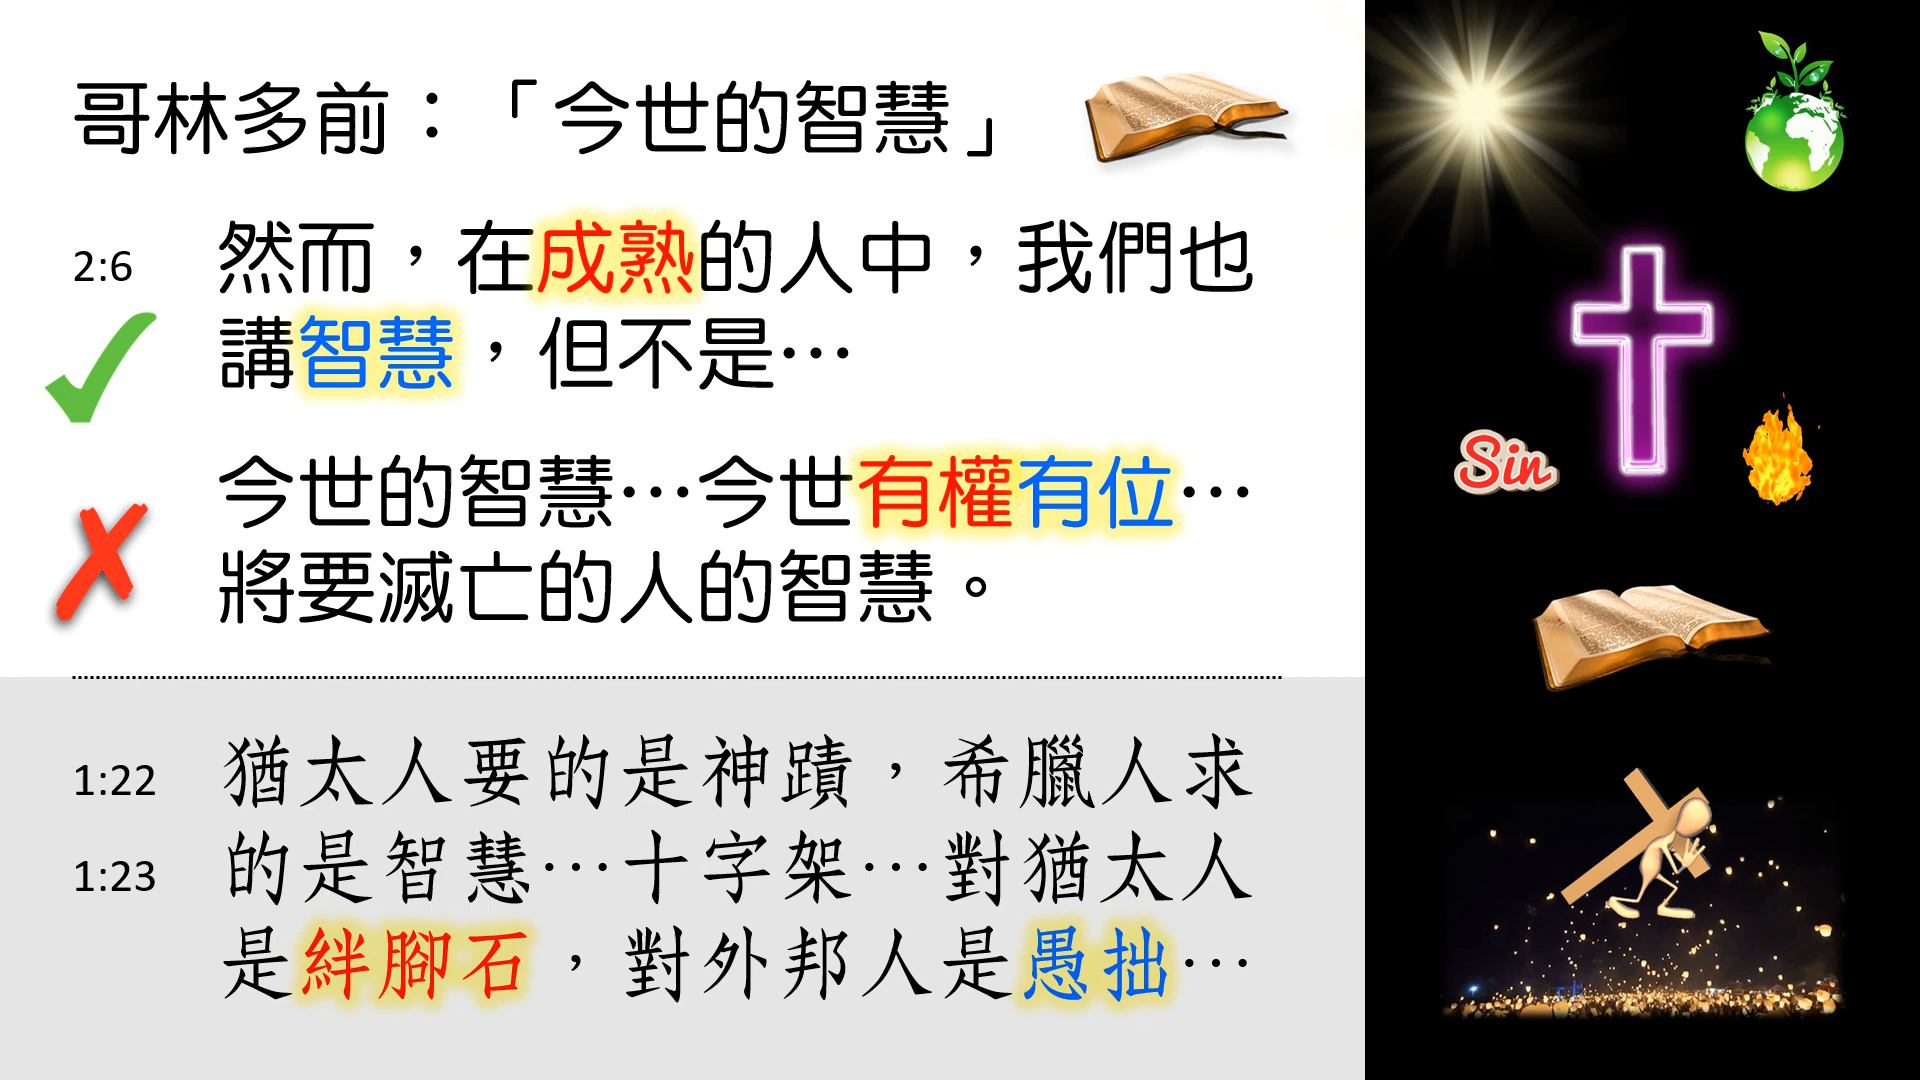 哥林多前：「今世的智慧」
2:6 然而，在成熟的人中，我們也
講智慧，但不是…
今世的智慧…今世有權有位…
將要滅亡的人的智慧。
1:22 猶太人要的是神蹟，希臘人求
1:23 的是智慧…十字架…對猶太人
是絆腳石，對外邦人是愚拙…
Sin